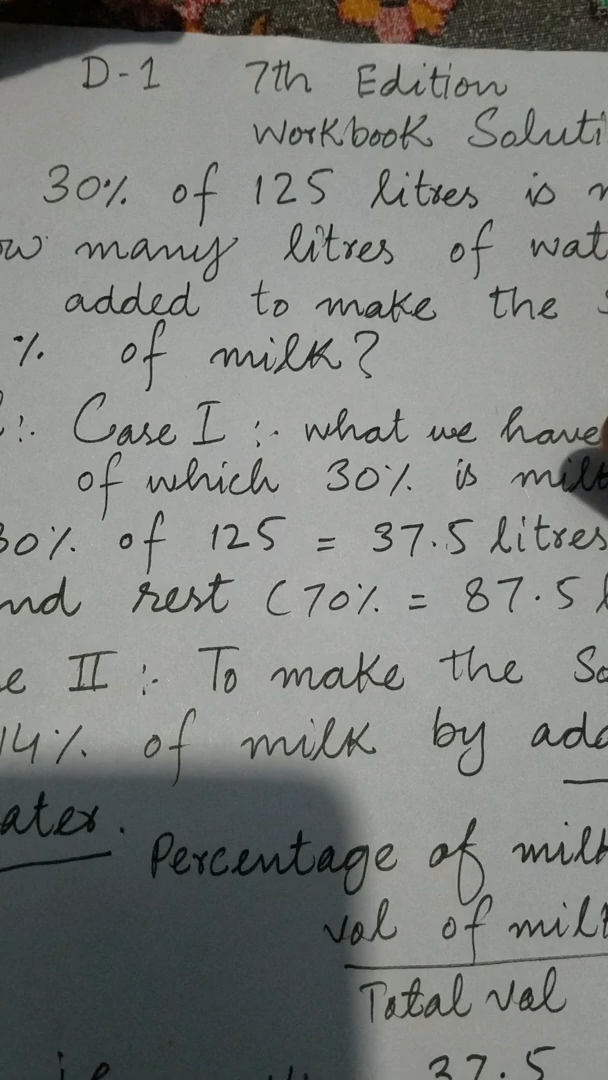 D-1 7th Edition
Workbook Soluti
30% of 125 litres is
many litres of wat
added to make the
% of milk?
:- Case I :- what we have
of which 30% is mil
30% of 125 = 37.5 litres
nd rest (70% = 87.5 l
e II :- To make the So
14% of milk by add
ater.
Percentage of mil
vol of mil
Total vol
37.5